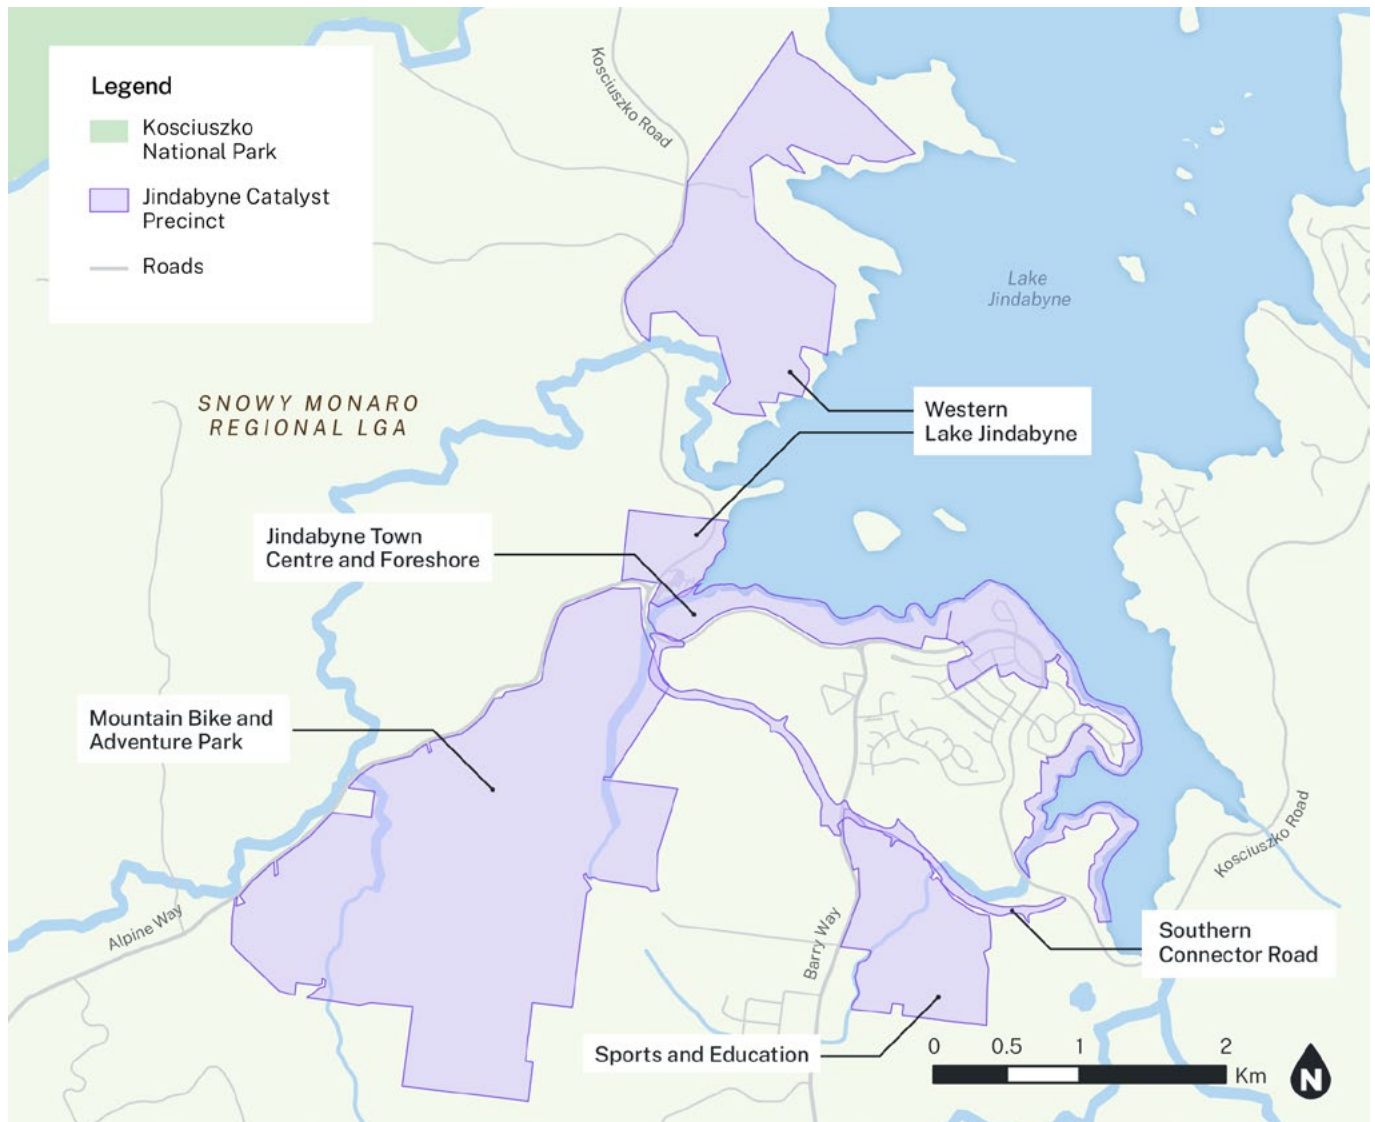 Legend
Kosciuszko
National Park
Jindabyne Catalyst
Precinct
Roads
Kosciuszko Road
Lake
Jindabyne
SNOWY MONARO
REGIONAL LGA
Western
Lake Jindabyne
Jindabyne Town
Centre and Foreshore
Mountain Bike and
Adventure Park
Kosciuszko Road
Alpine Way
Barry Way
Southern
Connector Road
Sports and Education
0 0.5 1 2
Km
N